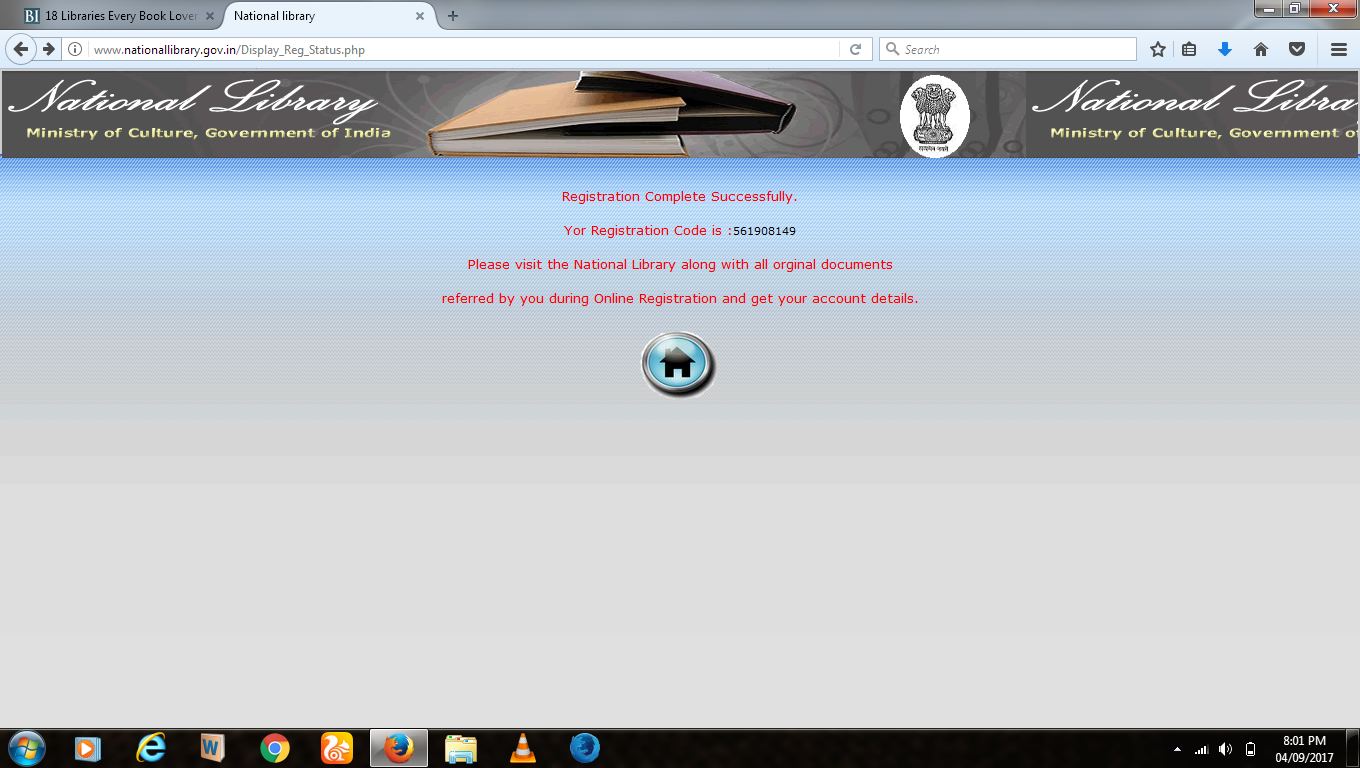 18 Libraries Every Book Lover
National library
www.nationallibrary.gov.in/Display_Reg_Status.php
Search
National Library
Ministry of Culture, Government of India
सत्यमेव जयते
National Libra
Ministry of Culture, Government o
Registration Complete Successfully.
Yor Registration Code is :561908149
Please visit the National Library along with all orginal documents
referred by you during Online Registration and get your account details.
8:01 PM
04/09/2017